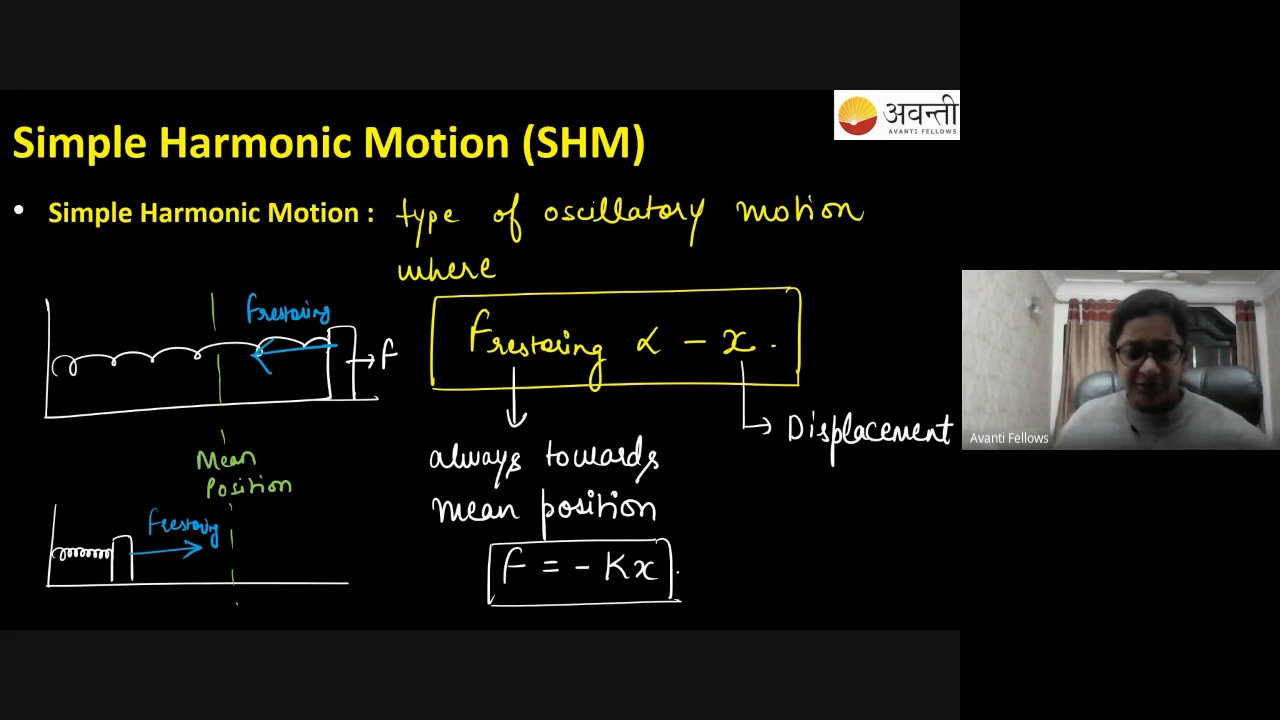 अवन्ती
AVANTI FELLOWS
Simple Harmonic Motion (SHM)
• Simple Harmonic Motion : type of oscillatory motion
where
Frestoring
F
Frestoring ∝ - x .
Displacement
always towards
mean position
Mean
Position
Frestoring
F = - Kx
Avanti Fellows